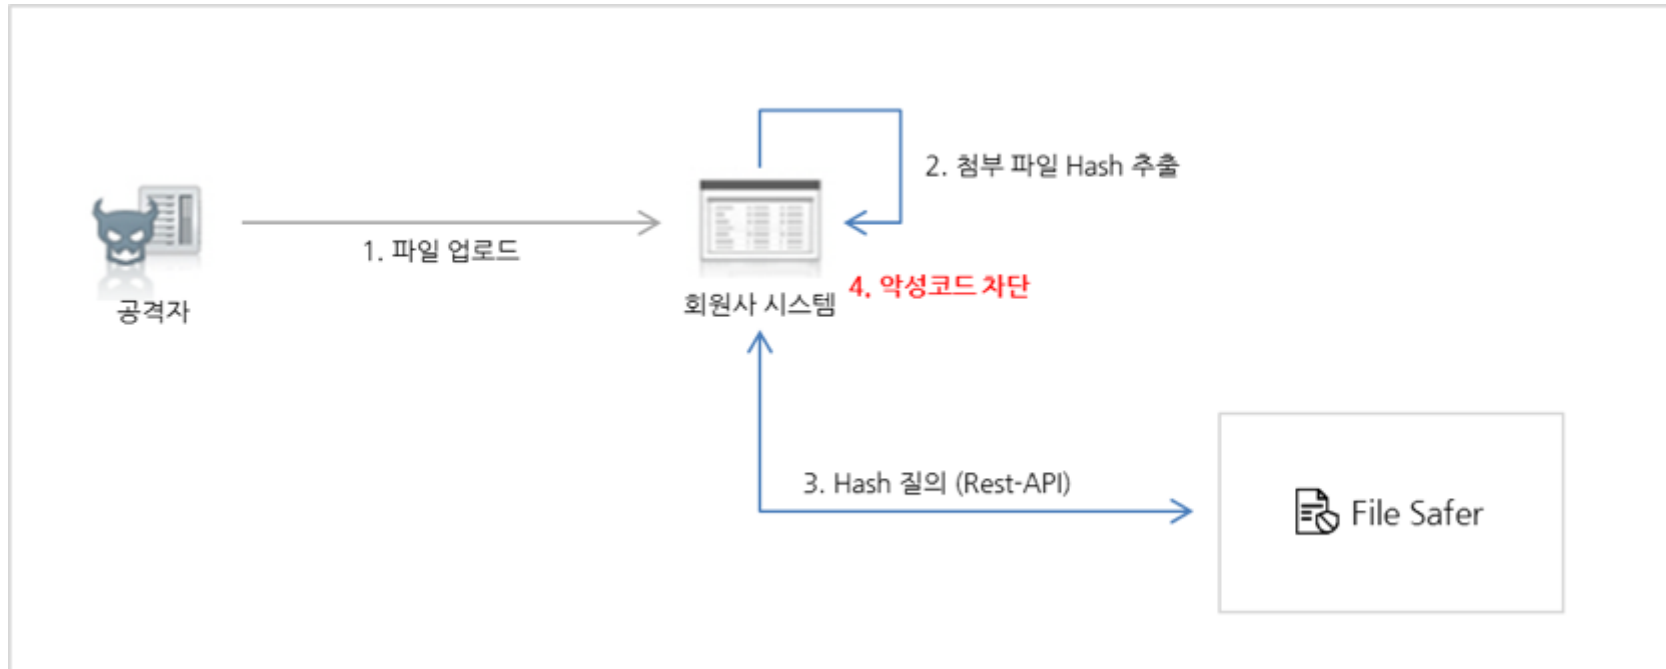 2. 첨부 파일 Hash 추출
1. 파일 업로드
공격자
회원사 시스템
4. 악성코드 차단
3. Hash 질의 (Rest-API)
File Safer